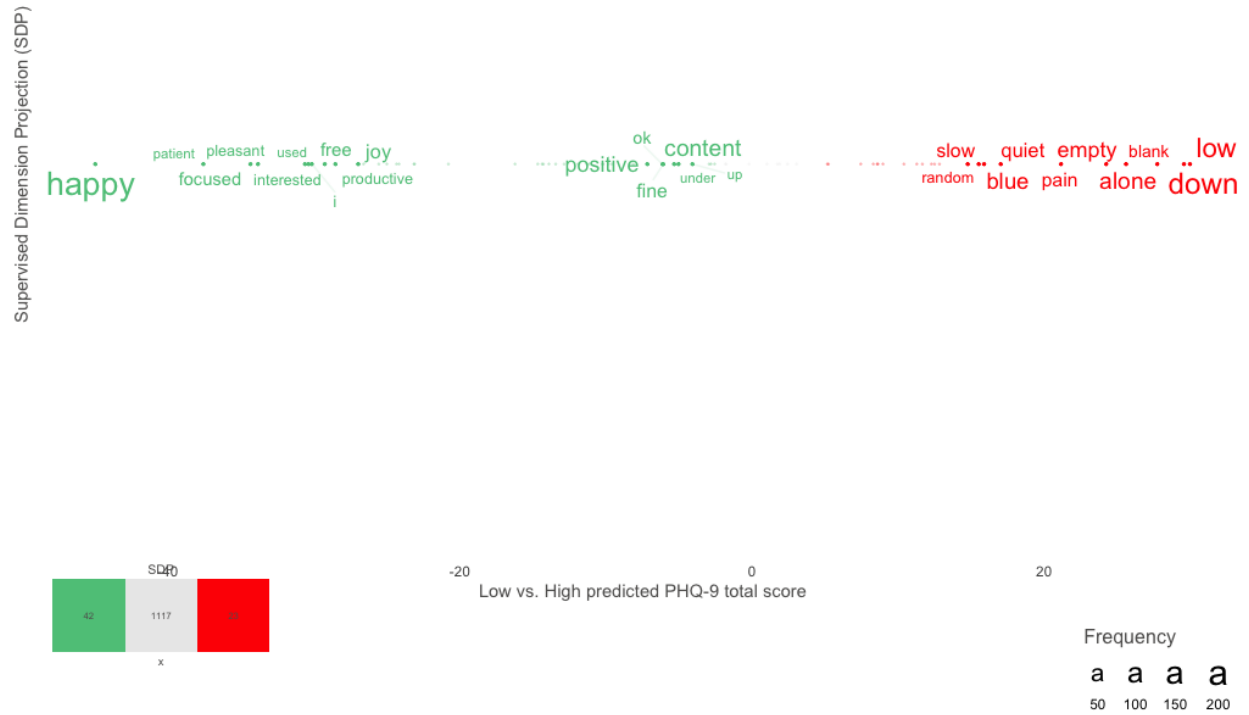 Supervised Dimension Projection (SDP)
ok
patient
pleasant
used
free
joy
content
slow
quiet
empty
blank
low
happy
focused
interested
productive
positive
random
blue
pain
alone
down
i
fine
under
up
SDP
-40
-20
0
20
Low vs. High predicted PHQ-9 total score
42
1117
x
Frequency
a a a a
50 100 150 200